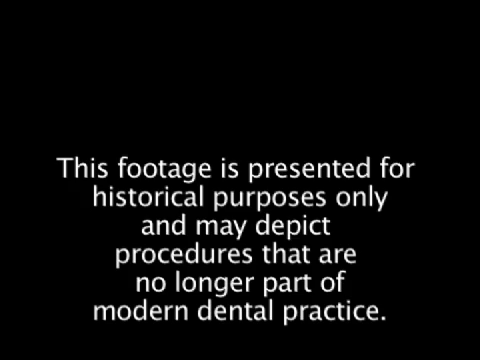 This footage is presented for
historical purposes only
and may depict
procedures that are
no longer part of
modern dental practice.